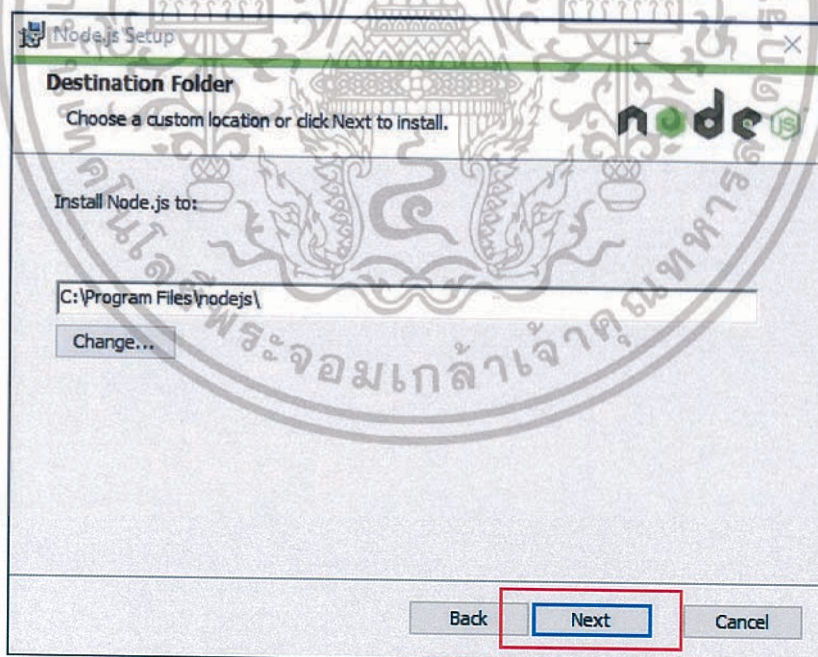 Node.js Setup
Destination Folder
Choose a custom location or click Next to install.
node
JS
Install Node.js to:
C:\Program Files\nodejs\
Change...
พระจอมเกล้าเจ้าคุณทหาร
Back
Next
Cancel